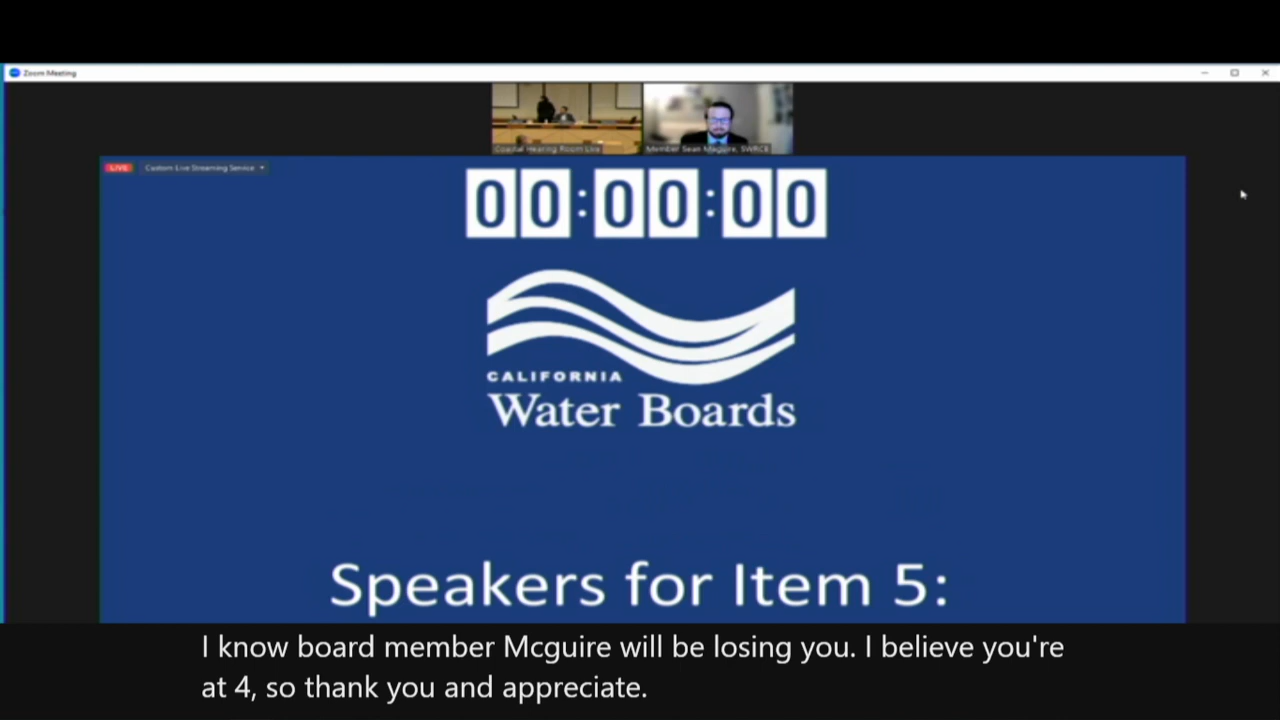 Zoom Meeting
Coastal Hearing Room Live
Member Sean Maguire, SWRCB
LIVE
Custom Live Streaming Service
00:00:00
CALIFORNIA
Water Boards
Speakers for Item 5:
I know board member Mcguire will be losing you. I believe you're
at 4, so thank you and appreciate.